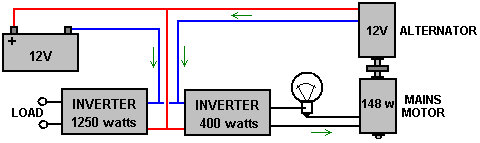 12V
ALTERNATOR
+
12V
LOAD
INVERTER
1250 watts
INVERTER
400 watts
148 w
MAINS
MOTOR